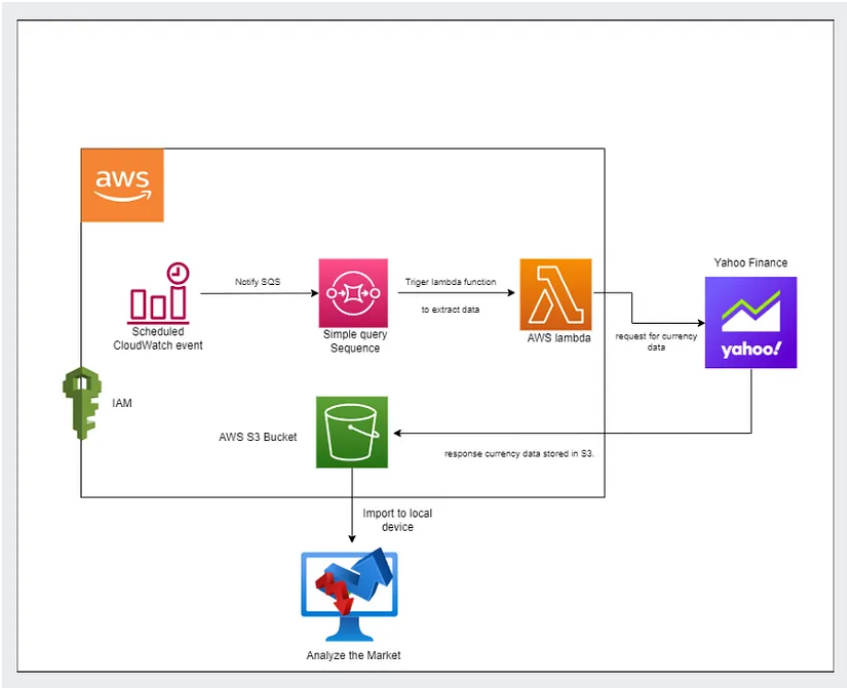 aws
Yahoo Finance
Notify SQS
Triger lambda function
to extract data
Scheduled
CloudWatch event
Simple query
Sequence
AWS lambda
request for currency
data
yahoo!
IAM
AWS S3 Bucket
response currency data stored in S3.
Import to local
device
Analyze the Market